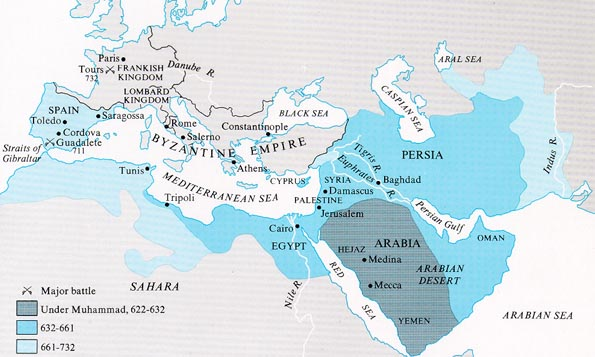 ARAL SEA
Paris
Tours
732
FRANKISH
KINGDOM
Danube R.
LOMBARD
KINGDOM
CASPIAN SEA
SPAIN
Toledo
Saragossa
Cordova
Guadalete
711
Straits of
Gibraltar
Rome
Salerno
Constantinople
BLACK SEA
BYZANTINE EMPIRE
Athens
Tunis
MEDITERRANEAN SEA
Tripoli
CYPRUS
SYRIA
Damascus
PALESTINE
Jerusalem
Tigris R.
Euphrates R.
Baghdad
PERSIA
Indus R.
Persian Gulf
Cairo
EGYPT
Nile R.
SAHARA
HEJAZ
ARABIA
Medina
Mecca
RED
SEA
ARABIAN
DESERT
YEMEN
OMAN
ARABIAN SEA
Major battle
Under Muhammad, 622-632
632-661
661-732